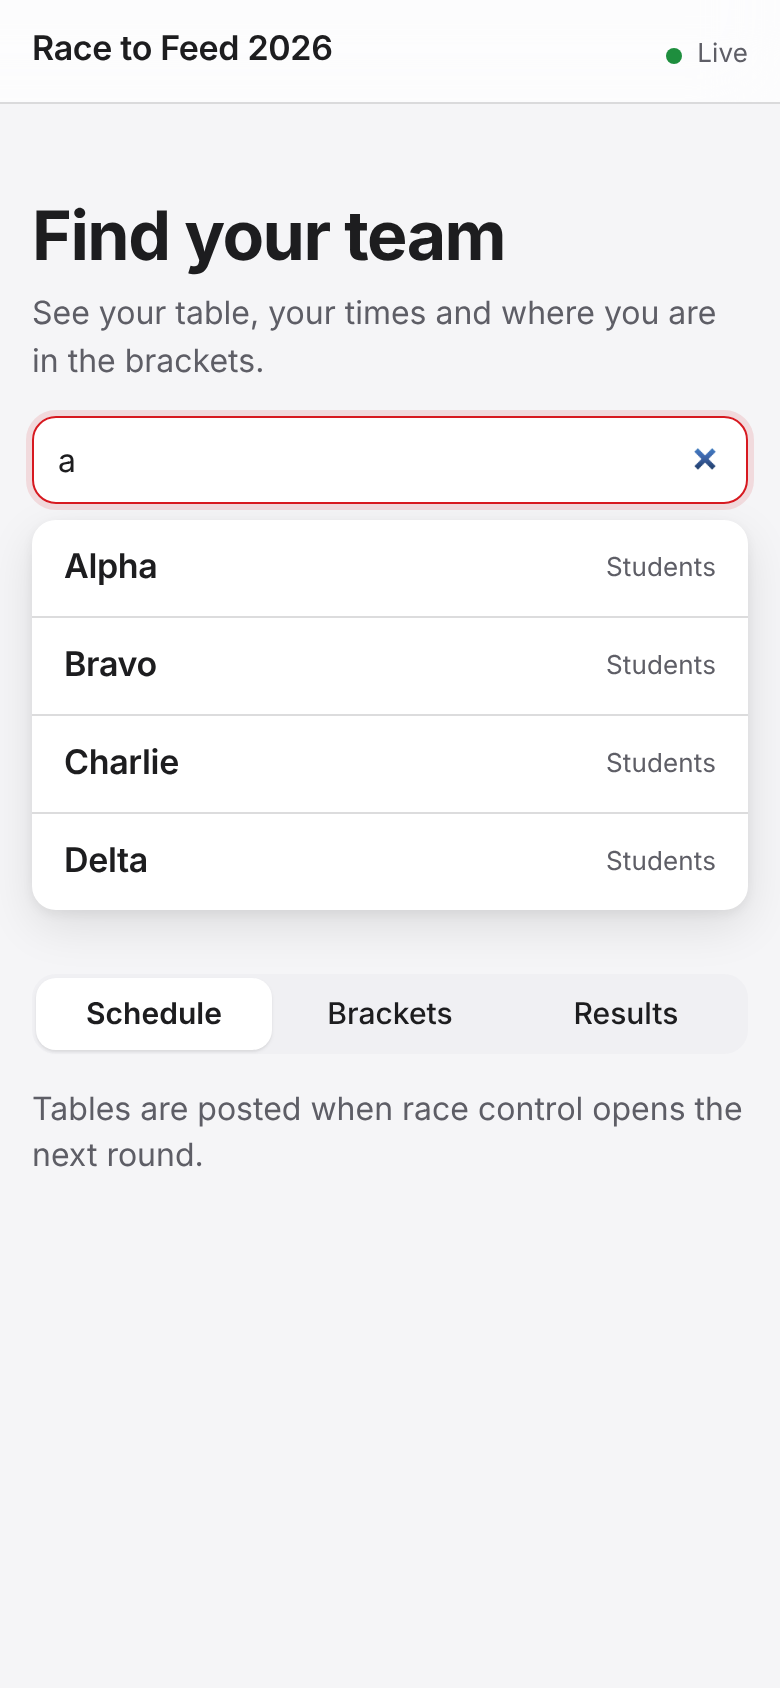 Race to Feed 2026
Live
Find your team
See your table, your times and where you are
in the brackets.
a
Alpha
Students
Bravo
Students
Charlie
Students
Delta
Students
Schedule
Brackets
Results
Tables are posted when race control opens the
next round.